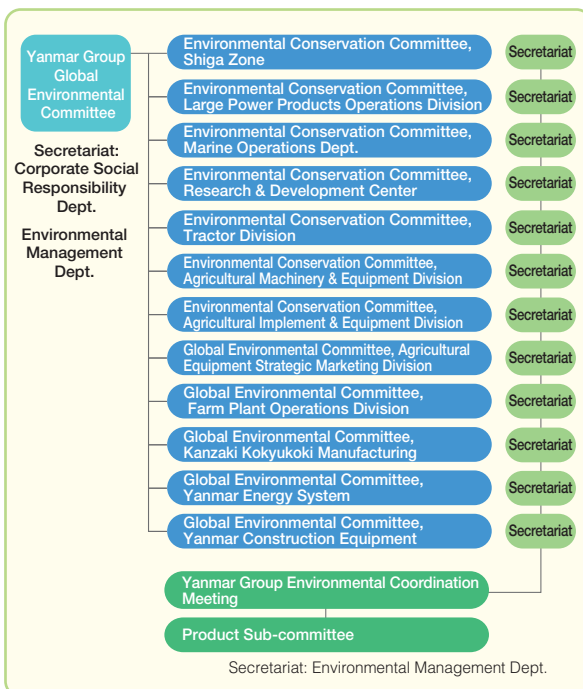 Yanmar Group
Global
Environmental
Committee
Secretariat:
Corporate Social
Responsibility
Dept.
Environmental
Management
Dept.
Environmental Conservation Committee,
Shiga Zone
Secretariat
Environmental Conservation Committee,
Large Power Products Operations Division
Secretariat
Environmental Conservation Committee,
Marine Operations Dept.
Secretariat
Environmental Conservation Committee,
Research & Development Center
Secretariat
Environmental Conservation Committee,
Tractor Division
Secretariat
Environmental Conservation Committee,
Agricultural Machinery & Equipment Division
Secretariat
Environmental Conservation Committee,
Agricultural Implement & Equipment Division
Secretariat
Global Environmental Committee, Agricultural
Equipment Strategic Marketing Division
Secretariat
Global Environmental Committee,
Farm Plant Operations Division
Secretariat
Global Environmental Committee,
Kanzaki Kokyukoki Manufacturing
Secretariat
Global Environmental Committee,
Yanmar Energy System
Secretariat
Global Environmental Committee,
Yanmar Construction Equipment
Secretariat
Yanmar Group Environmental Coordination
Meeting
Product Sub-committee
Secretariat: Environmental Management Dept.